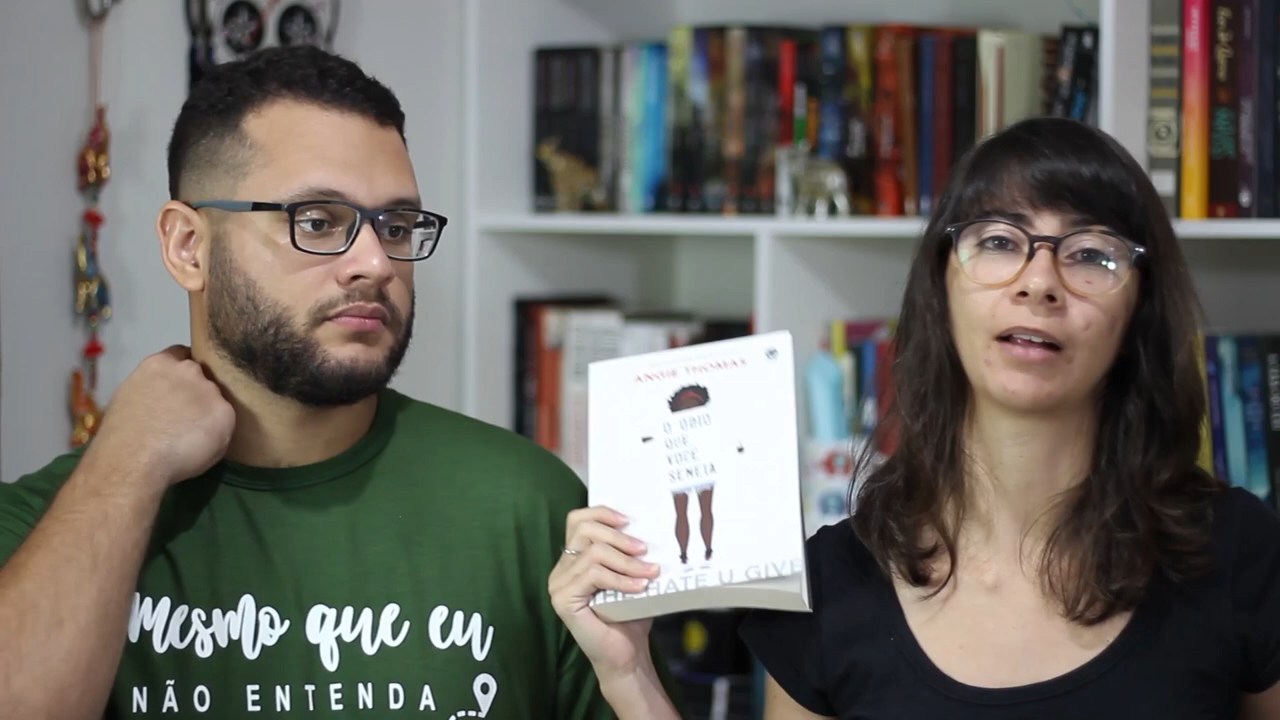 ANGIE THOMAS
O ÓDIO
QUE
VOCÊ
SEMEIA
THE HATE U GIVE
mesmo que eu
NÃO ENTENDA